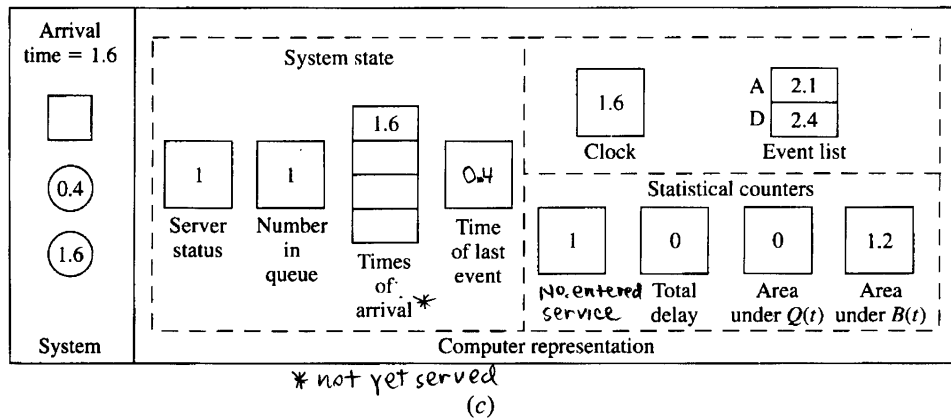 Arrival
time = 1.6
0.4
1.6
System
System state
1
Server
status
1
Number
in
queue
1.6
Times
of
arrival *
0.4
Time
of last
event
1.6
Clock
A 2.1
D 2.4
Event list
Statistical counters
1
No. entered
service
0
Total
delay
0
Area
under Q(t)
1.2
Area
under B(t)
Computer representation
* not yet served
(c)